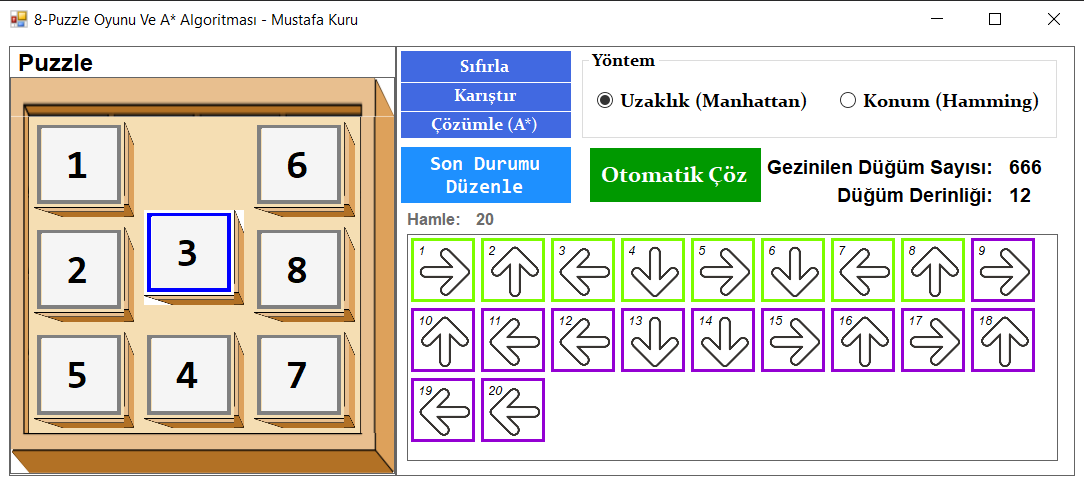 8-Puzzle Oyunu Ve A* Algoritması - Mustafa Kuru
Puzzle
1 6
2 3 8
5 4 7
Sıfırla
Karıştır
Çözümle (A*)
Son Durumu
Düzenle
Yöntem
Uzaklık (Manhattan) Konum (Hamming)
Otomatik Çöz
Gezinilen Düğüm Sayısı: 666
Düğüm Derinliği: 12
Hamle: 20
1 2 3 4 5 6 7 8 9
10 11 12 13 14 15 16 17 18
19 20